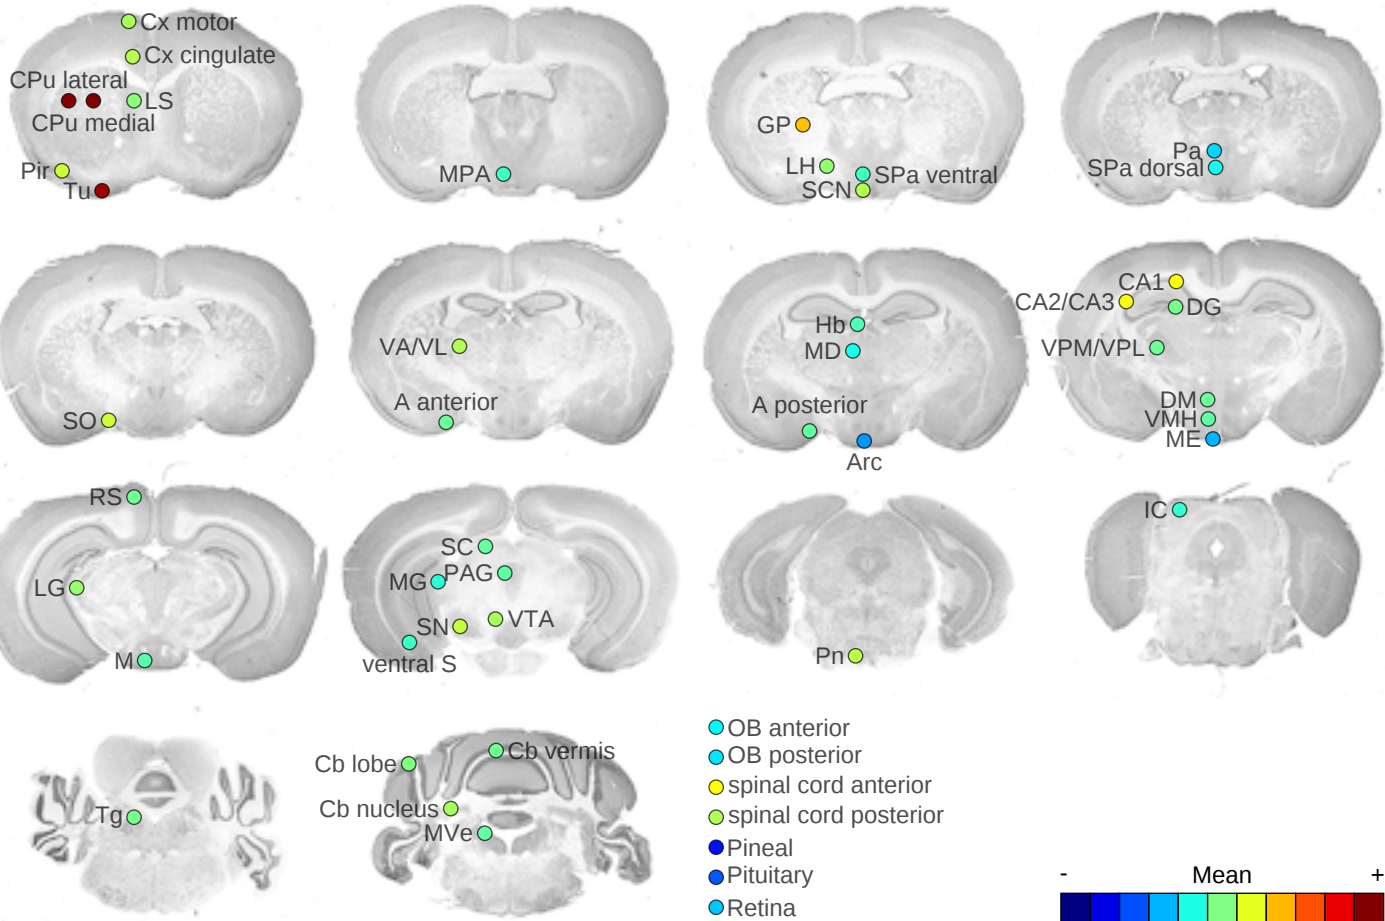 Cx motor
Cx cingulate
CPu lateral
LS
CPu medial
Pir
Tu
MPA
GP
LH
SPa ventral
SCN
Pa
SPa dorsal
SO
VA/VL
A anterior
Hb
MD
A posterior
Arc
CA1
CA2/CA3
DG
VPM/VPL
DM
VMH
ME
RS
LG
M
SC
PAG
MG
SN
VTA
ventral S
Pn
IC
Tg
Cb lobe
Cb vermis
Cb nucleus
MVe
OB anterior
OB posterior
spinal cord anterior
spinal cord posterior
Pineal
Pituitary
Retina
- Mean +